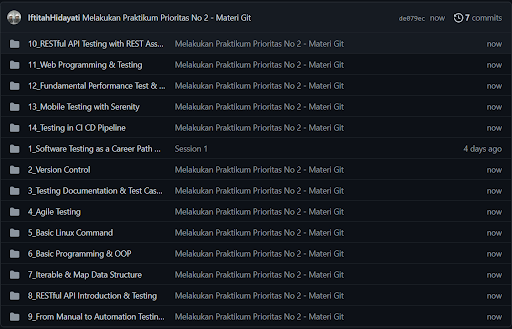 IftitahHidayati Melakukan Praktikum Prioritas No 2 - Materi Git de079ec now 7 commits
10_RESTful API Testing with REST Ass... Melakukan Praktikum Prioritas No 2 - Materi Git now
11_Web Programming & Testing Melakukan Praktikum Prioritas No 2 - Materi Git now
12_Fundamental Performance Test & ... Melakukan Praktikum Prioritas No 2 - Materi Git now
13_Mobile Testing with Serenity Melakukan Praktikum Prioritas No 2 - Materi Git now
14_Testing in CI CD Pipeline Melakukan Praktikum Prioritas No 2 - Materi Git now
1_Software Testing as a Career Path ... Session 1 4 days ago
2_Version Control Melakukan Praktikum Prioritas No 2 - Materi Git now
3_Testing Documentation & Test Cas... Melakukan Praktikum Prioritas No 2 - Materi Git now
4_Agile Testing Melakukan Praktikum Prioritas No 2 - Materi Git now
5_Basic Linux Command Melakukan Praktikum Prioritas No 2 - Materi Git now
6_Basic Programming & OOP Melakukan Praktikum Prioritas No 2 - Materi Git now
7_Iterable & Map Data Structure Melakukan Praktikum Prioritas No 2 - Materi Git now
8_RESTful API Introduction & Testing Melakukan Praktikum Prioritas No 2 - Materi Git now
9_From Manual to Automation Testin... Melakukan Praktikum Prioritas No 2 - Materi Git now